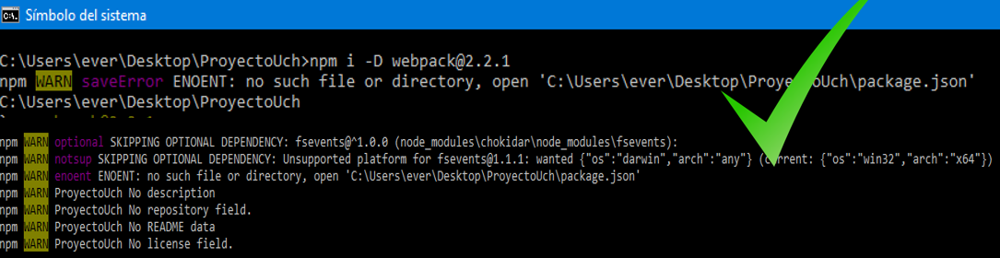 Símbolo del sistema
C:\Users\ever\Desktop\ProyectoUch>npm i -D webpack@2.2.1
npm WARN saveError ENOENT: no such file or directory, open 'C:\Users\ever\Desktop\ProyectoUch\package.json'
C:\Users\ever\Desktop\ProyectoUch
npm WARN optional SKIPPING OPTIONAL DEPENDENCY: fsevents@^1.0.0 (node_modules\chokidar\node_modules\fsevents):
npm WARN notsup SKIPPING OPTIONAL DEPENDENCY: Unsupported platform for fsevents@1.1.1: wanted {"os":"darwin","arch":"any"} (current: {"os":"win32","arch":"x64"})
npm WARN enoent ENOENT: no such file or directory, open 'C:\Users\ever\Desktop\ProyectoUch\package.json'
npm WARN ProyectoUch No description
npm WARN ProyectoUch No repository field.
npm WARN ProyectoUch No README data
npm WARN ProyectoUch No license field.